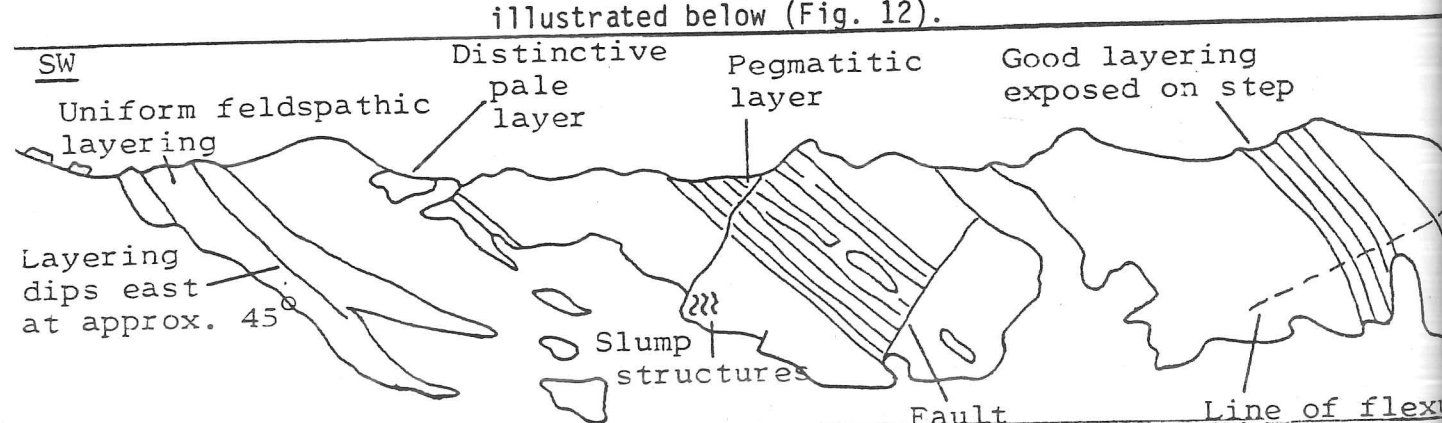 illustrated below (Fig. 12).
SW
Uniform feldspathic
layering
Distinctive
pale
layer
Pegmatitic
layer
Good layering
exposed on step
Layering
dips east
at approx. 45°
Slump
structures
Fault
Line of flexu